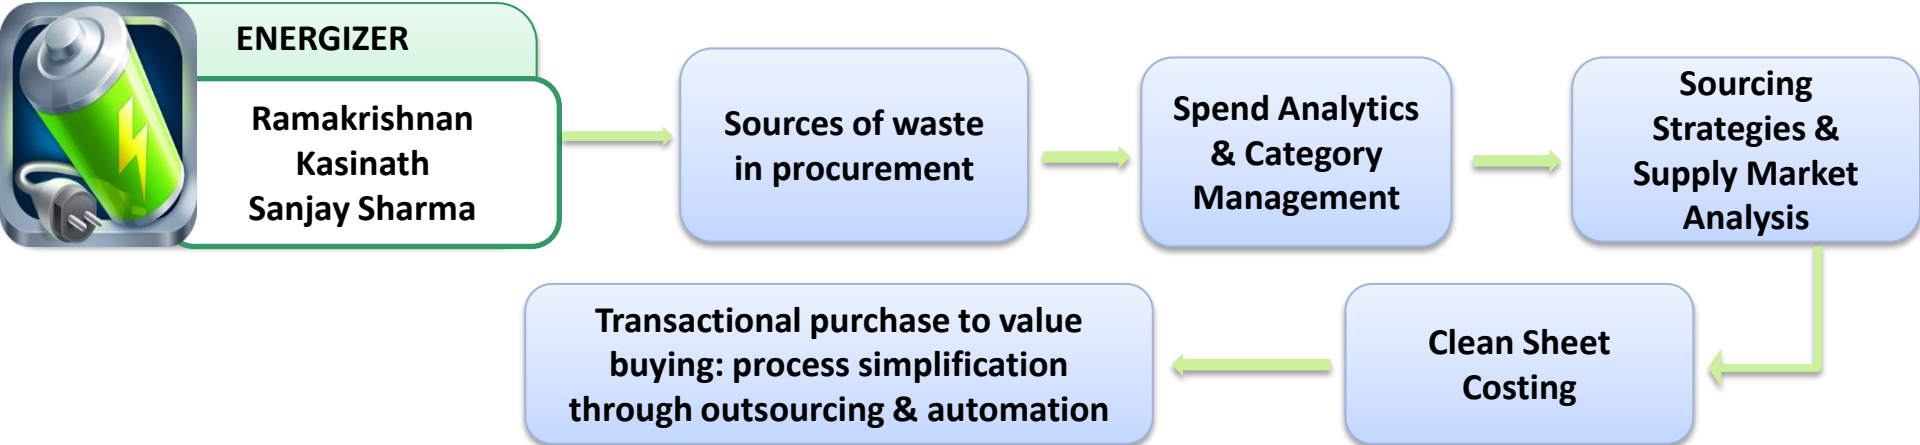 ENERGIZER
Ramakrishnan
Kasinath
Sanjay Sharma
Sources of waste
in procurement
Spend Analytics
& Category
Management
Sourcing
Strategies &
Supply Market
Analysis
Clean Sheet
Costing
Transactional purchase to value
buying: process simplification
through outsourcing & automation